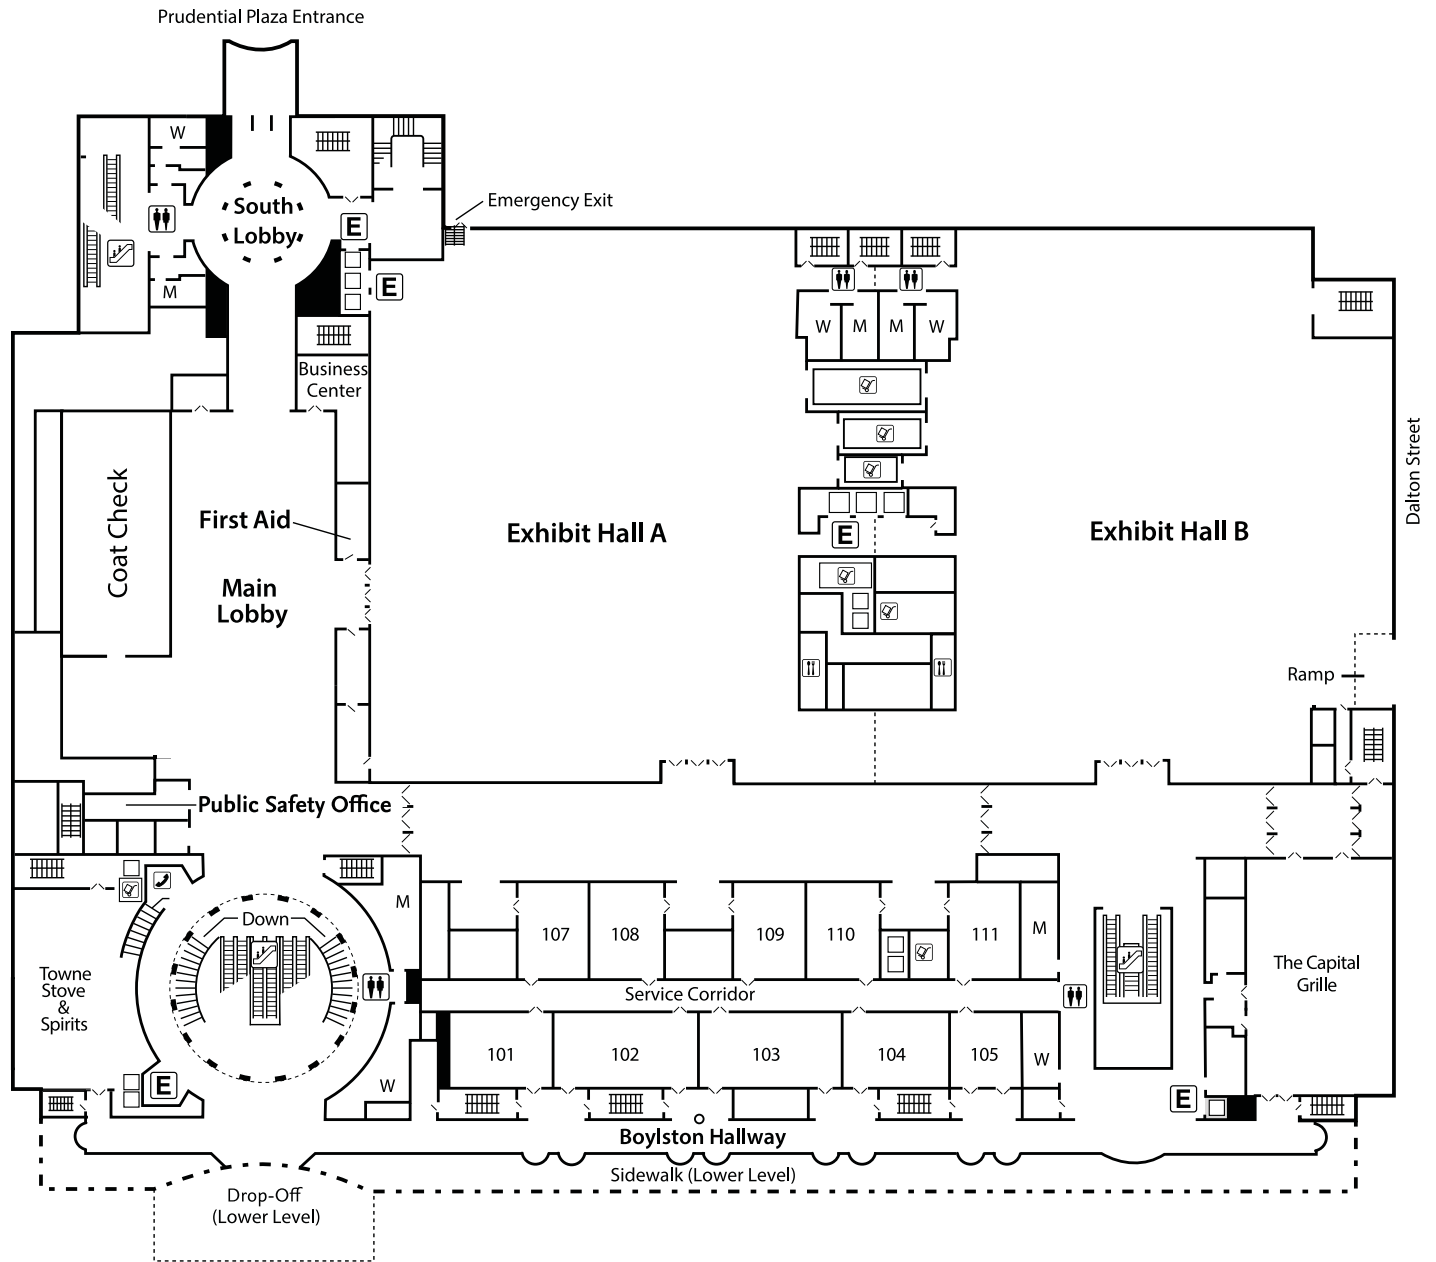 Prudential Plaza Entrance
W
South
Lobby
E
Emergency Exit
M
E
W
M
M
W
Business
Center
Coat Check
First Aid
Exhibit Hall A
E
Exhibit Hall B
Dalton Street
Main
Lobby
Ramp
Public Safety Office
Down
M
107
108
109
110
111
M
Towne
Stove
&
Spirits
The Capital
Grille
Service Corridor
101
102
103
104
105
W
E
W
E
Boylston Hallway
Sidewalk (Lower Level)
Drop-Off
(Lower Level)